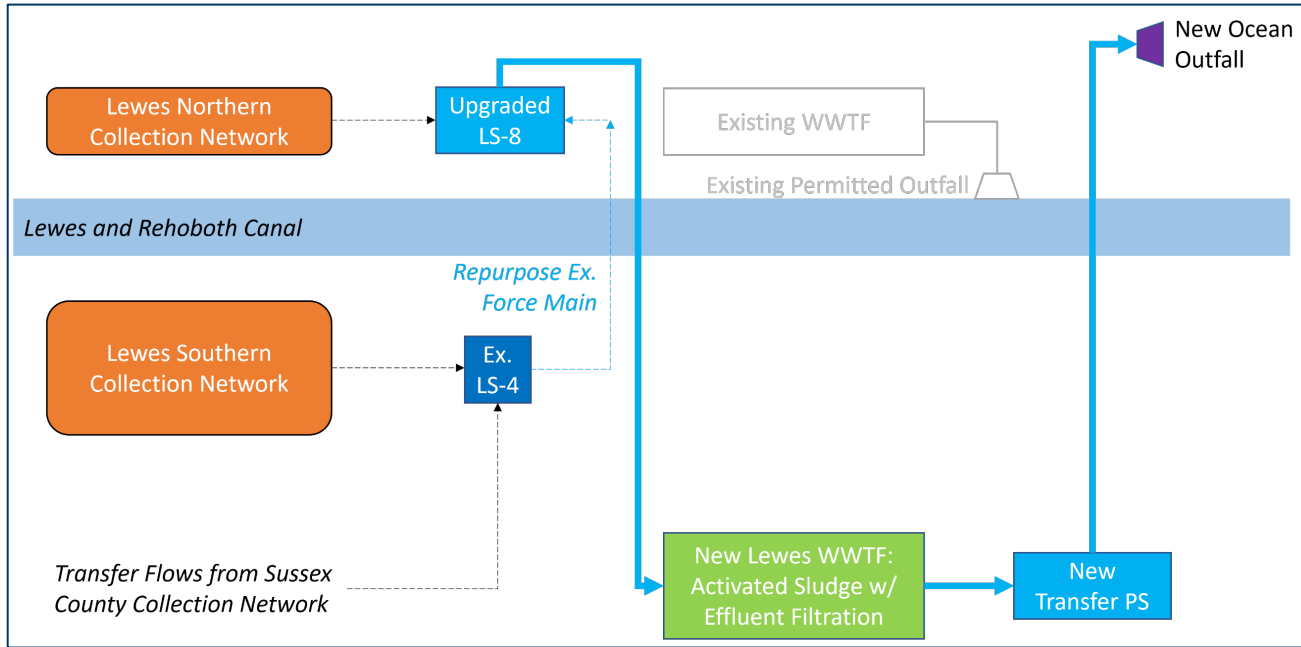 New Ocean
Outfall
Lewes Northern
Collection Network
Upgraded
LS-8
Existing WWTF
Existing Permitted Outfall
Lewes and Rehoboth Canal
Repurpose Ex.
Force Main
Lewes Southern
Collection Network
Ex.
LS-4
Transfer Flows from Sussex
County Collection Network
New Lewes WWTF:
Activated Sludge w/
Effluent Filtration
New
Transfer PS